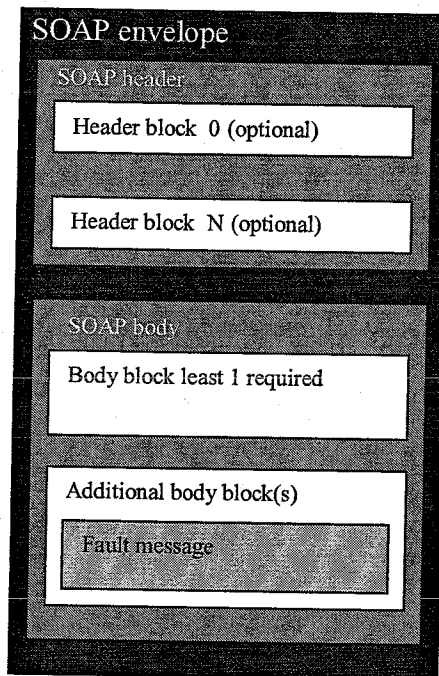 SOAP envelope
SOAP header
Header block 0 (optional)
Header block N (optional)
SOAP body
Body block least 1 required
Additional body block(s)
Fault message